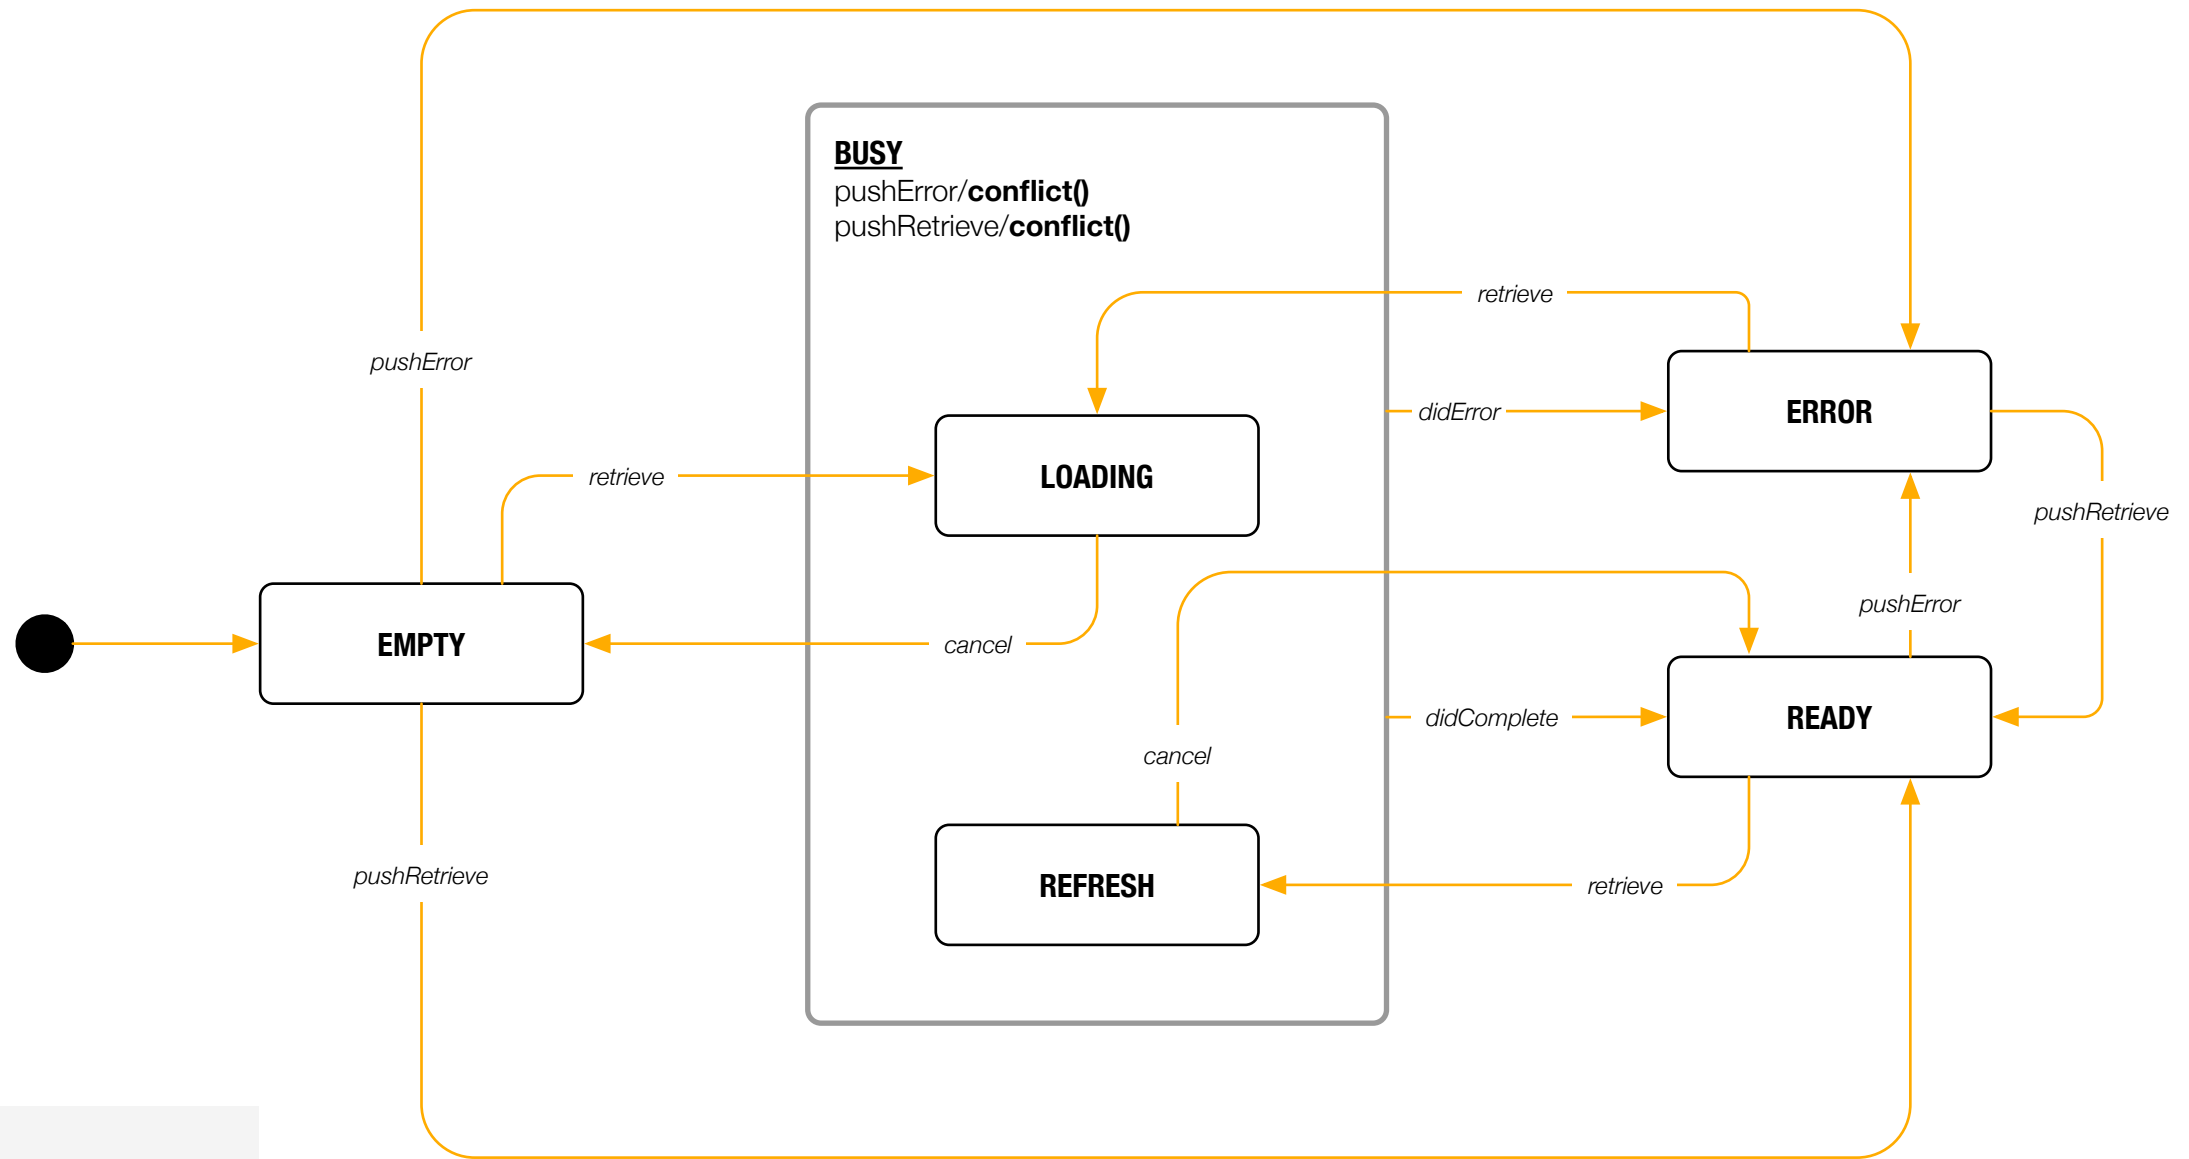 BUSY
pushError/conflict()
pushRetrieve/conflict()
retrieve
pushError
didError
ERROR
retrieve
LOADING
pushRetrieve
pushError
EMPTY
cancel
didComplete
READY
cancel
pushRetrieve
REFRESH
retrieve